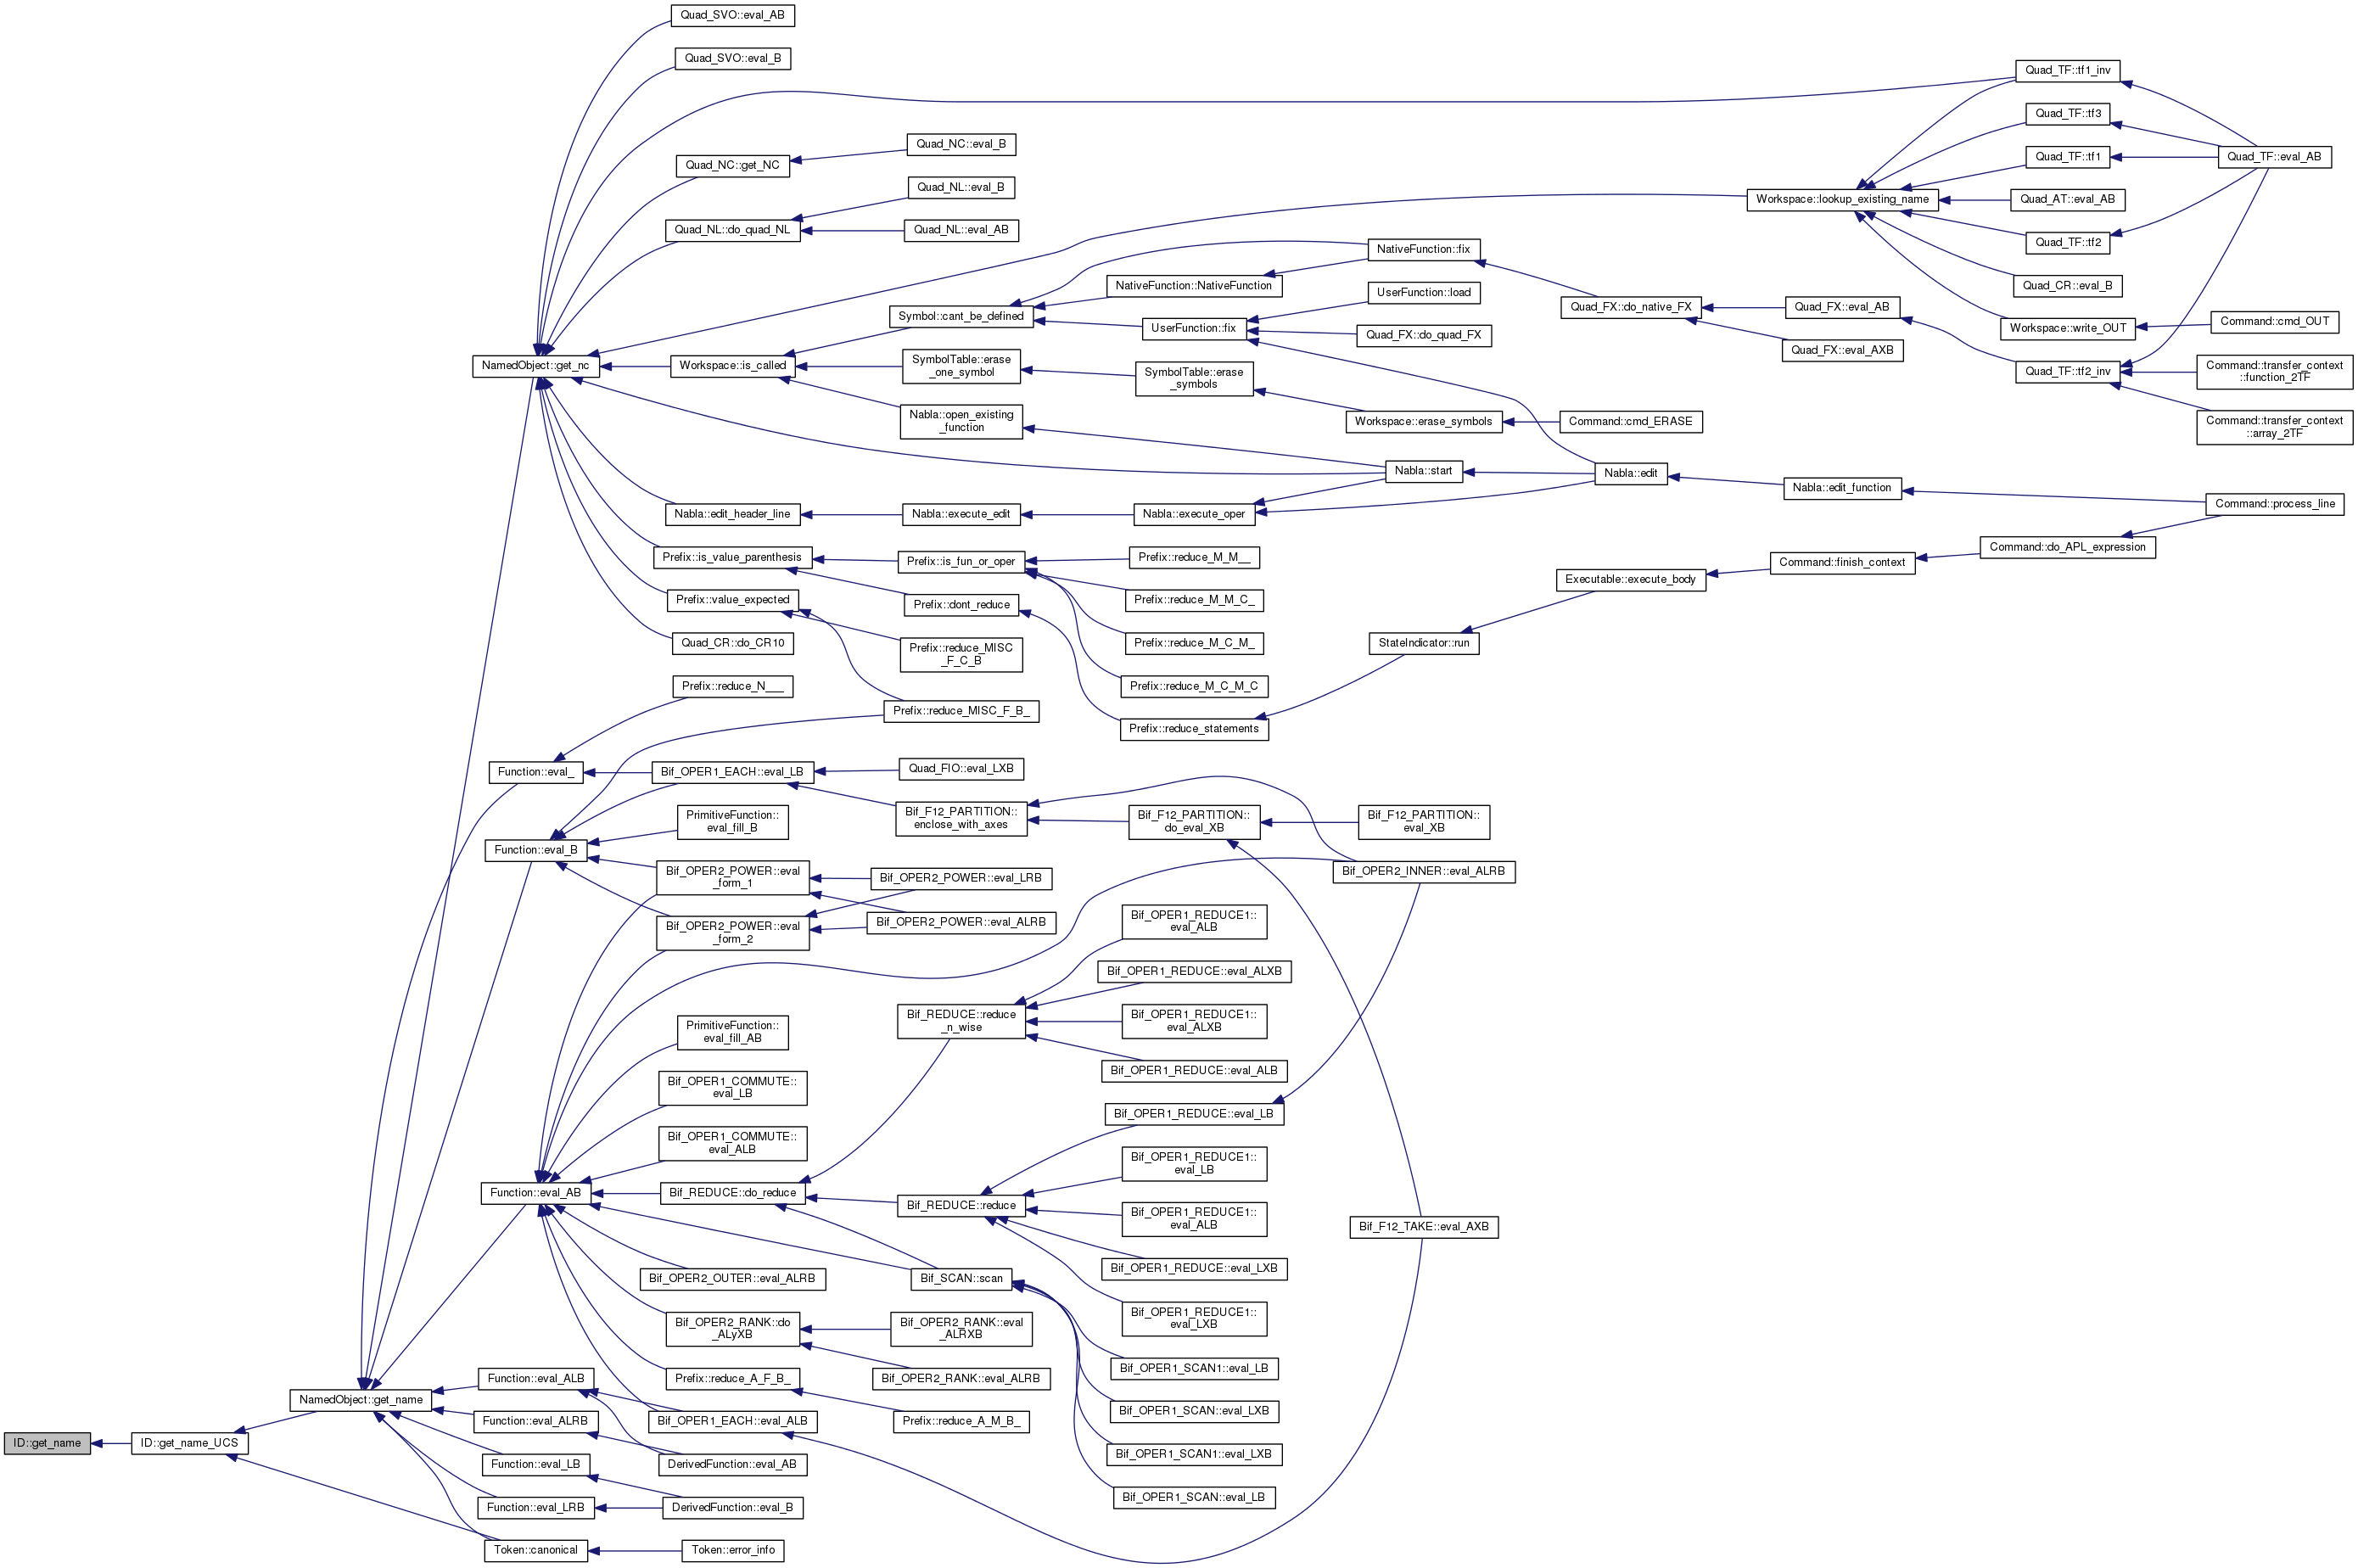 Quad_SVO::eval_AB
Quad_SVO::eval_B
Quad_TF::tf1_inv
Quad_TF::tf3
Quad_NC::eval_B
Quad_NC::get_NC
Quad_TF::tf1
Quad_TF::eval_AB
Quad_NL::eval_B
Workspace::lookup_existing_name
Quad_AT::eval_AB
Quad_NL::do_quad_NL
Quad_NL::eval_AB
Quad_TF::tf2
NativeFunction::fix
NativeFunction::NativeFunction
Quad_CR::eval_B
UserFunction::load
Quad_FX::do_native_FX
Quad_FX::eval_AB
Symbol::cant_be_defined
UserFunction::fix
Workspace::write_OUT
Command::cmd_OUT
Quad_FX::do_quad_FX
Quad_FX::eval_AXB
NamedObject::get_nc
Workspace::is_called
SymbolTable::erase
_one_symbol
SymbolTable::erase
_symbols
Quad_TF::tf2_inv
Command::transfer_context
::function_2TF
Nabla::open_existing
_function
Workspace::erase_symbols
Command::cmd_ERASE
Command::transfer_context
::array_2TF
Nabla::start
Nabla::edit
Nabla::edit_function
Command::process_line
Nabla::edit_header_line
Nabla::execute_edit
Nabla::execute_oper
Prefix::is_value_parenthesis
Prefix::is_fun_or_oper
Prefix::reduce_M_M__
Command::do_APL_expression
Command::finish_context
Executable::execute_body
Prefix::value_expected
Prefix::dont_reduce
Prefix::reduce_M_M_C_
Quad_CR::do_CR10
Prefix::reduce_MISC
_F_C_B
Prefix::reduce_M_C_M_
StateIndicator::run
Prefix::reduce_N___
Prefix::reduce_M_C_M_C
Prefix::reduce_MISC_F_B_
Prefix::reduce_statements
Function::eval_
Bif_OPER1_EACH::eval_LB
Quad_FIO::eval_LXB
PrimitiveFunction::
eval_fill_B
Bif_F12_PARTITION::
enclose_with_axes
Bif_F12_PARTITION::
do_eval_XB
Bif_F12_PARTITION::
eval_XB
Function::eval_B
Bif_OPER2_POWER::eval
_form_1
Bif_OPER2_POWER::eval_LRB
Bif_OPER2_INNER::eval_ALRB
Bif_OPER2_POWER::eval
_form_2
Bif_OPER2_POWER::eval_ALRB
Bif_OPER1_REDUCE1::
eval_ALB
Bif_OPER1_REDUCE::eval_ALXB
PrimitiveFunction::
eval_fill_AB
Bif_REDUCE::reduce
_n_wise
Bif_OPER1_REDUCE1::
eval_ALXB
Bif_OPER1_REDUCE::eval_ALB
Bif_OPER1_COMMUTE::
eval_LB
Bif_OPER1_REDUCE::eval_LB
Bif_OPER1_COMMUTE::
eval_ALB
Bif_OPER1_REDUCE1::
eval_LB
Function::eval_AB
Bif_REDUCE::do_reduce
Bif_REDUCE::reduce
Bif_OPER1_REDUCE1::
eval_ALB
Bif_F12_TAKE::eval_AXB
Bif_OPER2_OUTER::eval_ALRB
Bif_SCAN::scan
Bif_OPER1_REDUCE::eval_LXB
Bif_OPER2_RANK::do
_ALyXB
Bif_OPER2_RANK::eval
_ALRXB
Bif_OPER1_REDUCE1::
eval_LXB
Prefix::reduce_A_F_B_
Bif_OPER2_RANK::eval_ALRB
Bif_OPER1_SCAN1::eval_LB
Function::eval_ALB
NamedObject::get_name
Function::eval_ALRB
Bif_OPER1_EACH::eval_ALB
Prefix::reduce_A_M_B_
Bif_OPER1_SCAN::eval_LXB
ID::get_name
ID::get_name_UCS
Function::eval_LB
DerivedFunction::eval_AB
Bif_OPER1_SCAN1::eval_LXB
Function::eval_LRB
DerivedFunction::eval_B
Bif_OPER1_SCAN::eval_LB
Token::canonical
Token::error_info